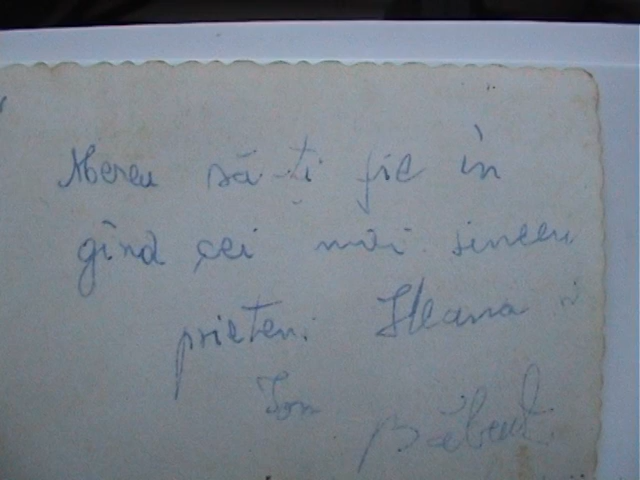 Mereu să-ți fie în
gînd cei mai sinceri
prieteni Ileana și
Ion